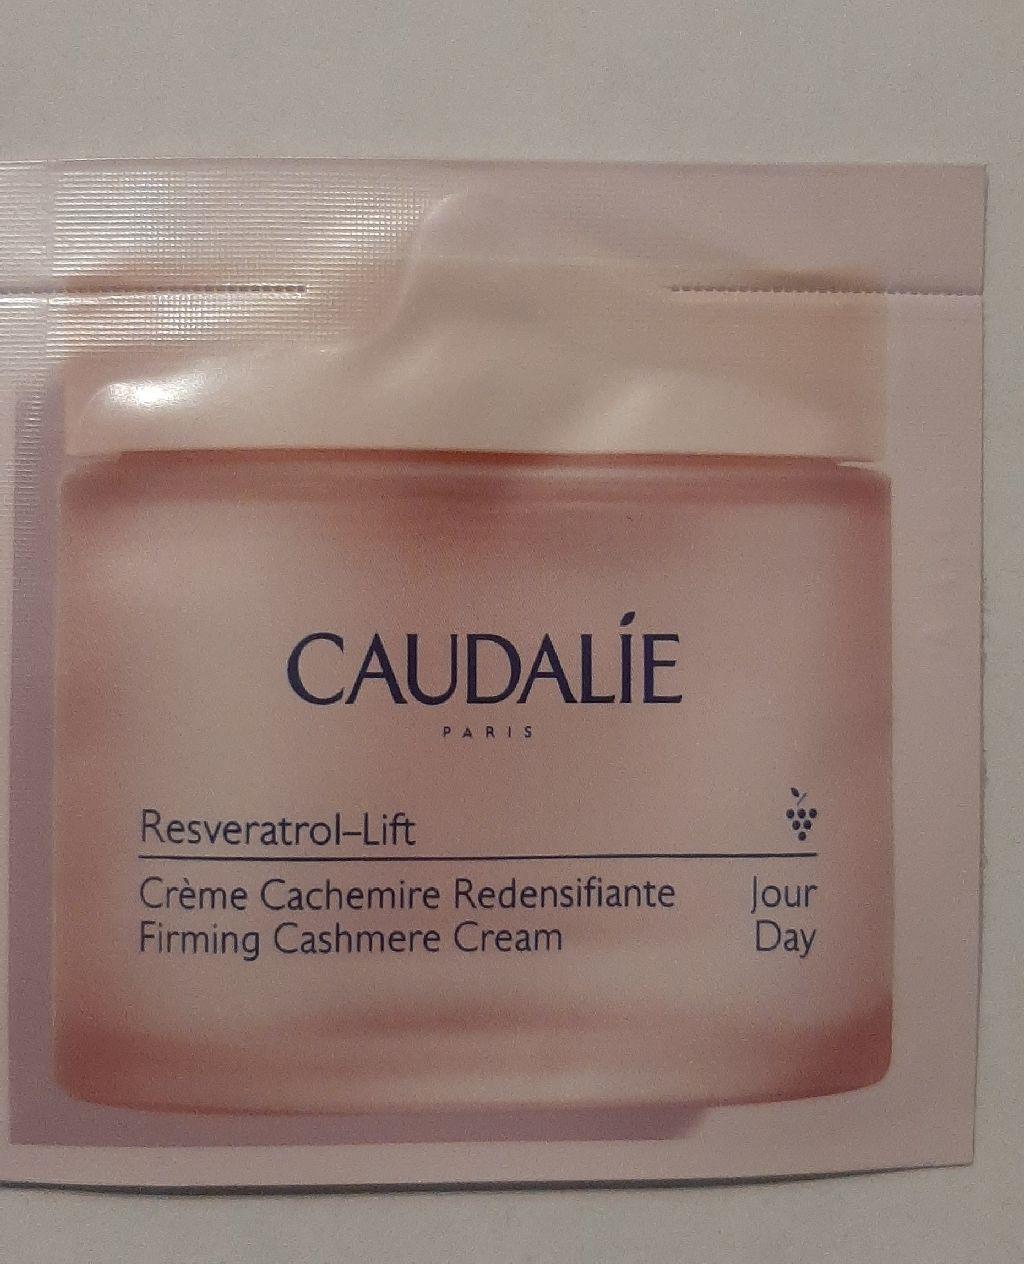 CAUDALÍE
PARIS
Resveratrol–Lift
Crème Cachemire Redensifiante Jour
Firming Cashmere Cream Day